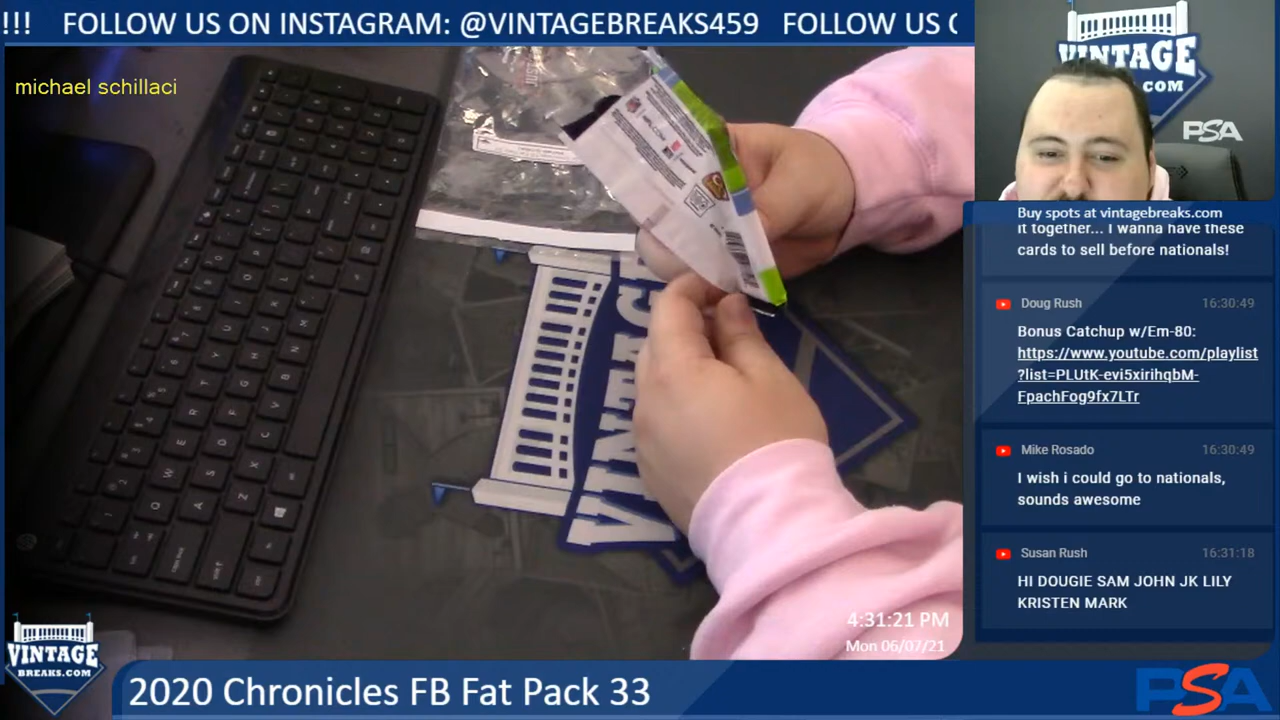 !!! FOLLOW US ON INSTAGRAM: @VINTAGEBREAKS459 FOLLOW US
michael schillaci
VINTAGE
.COM
PSA
Buy spots at vintagebreaks.com
it together... I wanna have these
cards to sell before nationals!
Doug Rush 16:30:49
Bonus Catchup w/Em-80:
https://www.youtube.com/playlist
?list=PLUtK-evi5xirihqbM-
FpachFog9fx7LTr
Mike Rosado 16:30:49
I wish i could go to nationals,
sounds awesome
Susan Rush 16:31:18
HI DOUGIE SAM JOHN JK LILY
KRISTEN MARK
VINTAG
4:31:21 PM
Mon 06/07/21
VINTAGE
BREAKS.COM
2020 Chronicles FB Fat Pack 33
PSA